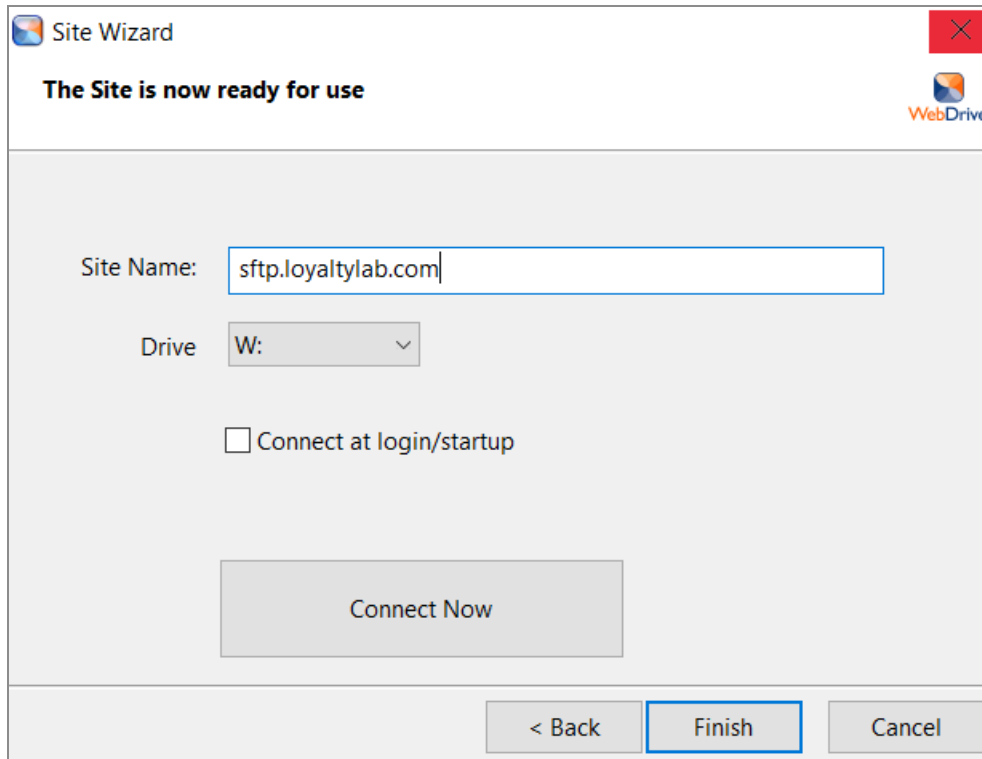 Site Wizard
The Site is now ready for use
WebDrive
Site Name: sftp.loyaltylab.com
Drive W:
Connect at login/startup
Connect Now
< Back Finish Cancel